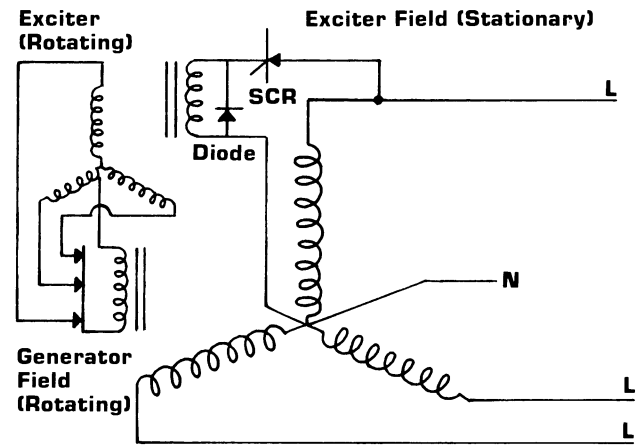 Exciter
(Rotating)
Exciter Field (Stationary)
SCR
Diode
L
N
Generator
Field
(Rotating)
L
L